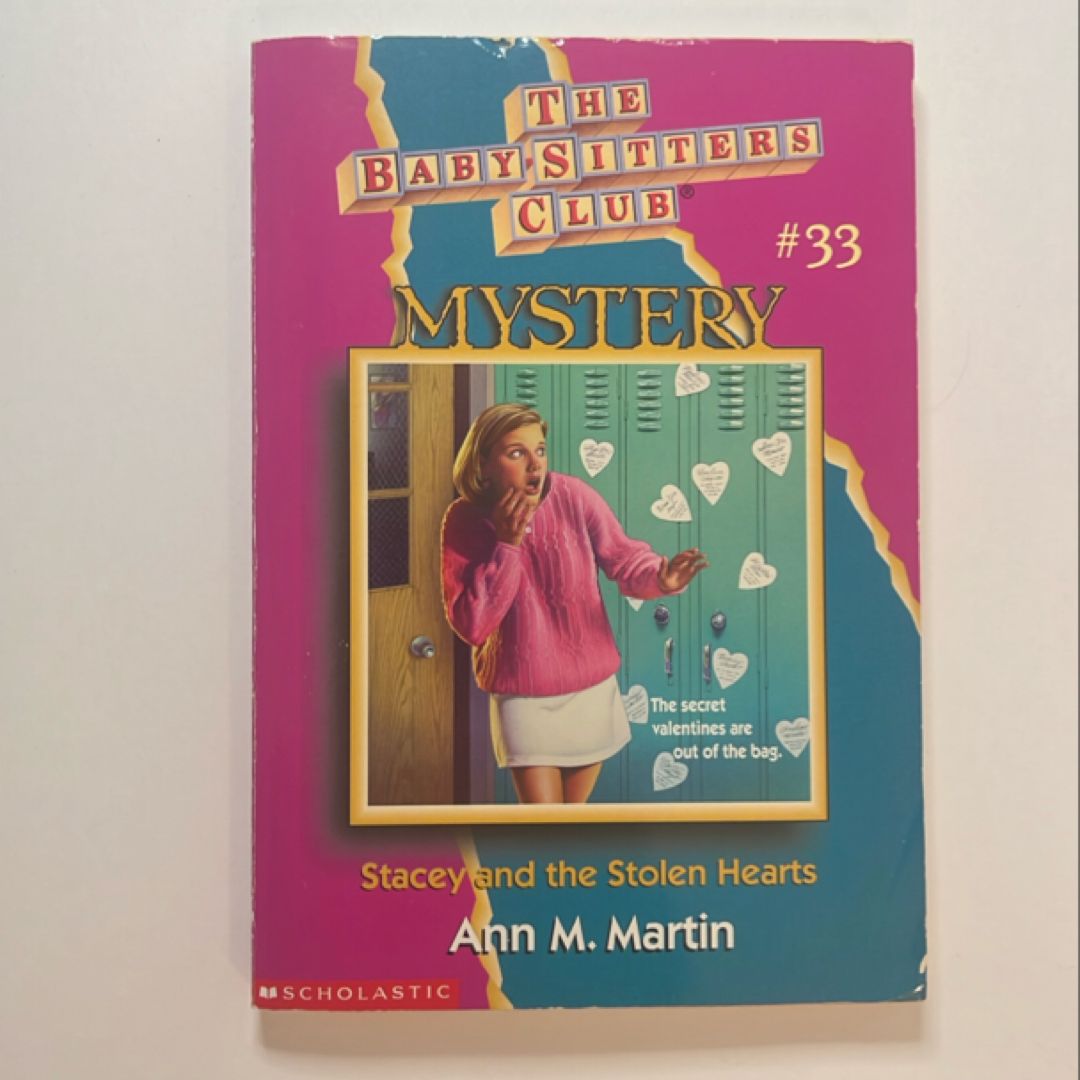 THE
BABY-SITTERS
CLUB®
#33
MYSTERY
The secret
valentines are
out of the bag.
Stacey and the Stolen Hearts
Ann M. Martin
SCHOLASTIC